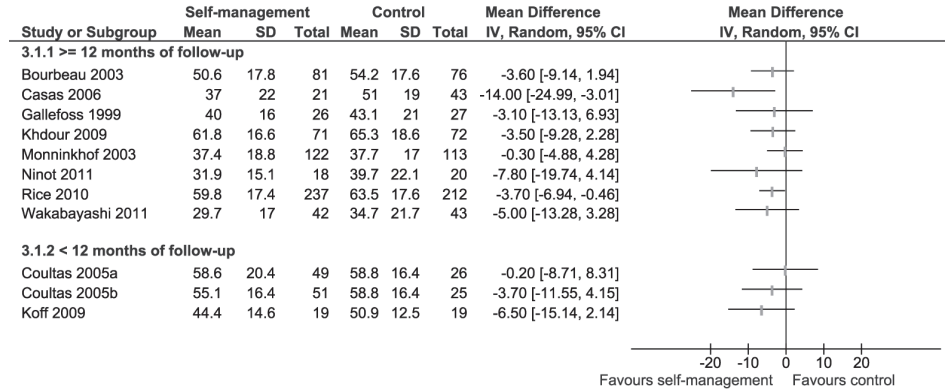 Self-management Control Mean Difference Mean Difference
Study or Subgroup Mean SD Total Mean SD Total IV, Random, 95% CI IV, Random, 95% CI
3.1.1 >= 12 months of follow-up
Bourbeau 2003 50.6 17.8 81 54.2 17.6 76 -3.60 [-9.14, 1.94]
Casas 2006 37 22 21 51 19 43 -14.00 [-24.99, -3.01]
Gallefoss 1999 40 16 26 43.1 21 27 -3.10 [-13.13, 6.93]
Khdour 2009 61.8 16.6 71 65.3 18.6 72 -3.50 [-9.28, 2.28]
Monninkhof 2003 37.4 18.8 122 37.7 17 113 -0.30 [-4.88, 4.28]
Ninot 2011 31.9 15.1 18 39.7 22.1 20 -7.80 [-19.74, 4.14]
Rice 2010 59.8 17.4 237 63.5 17.6 212 -3.70 [-6.94, -0.46]
Wakabayashi 2011 29.7 17 42 34.7 21.7 43 -5.00 [-13.28, 3.28]
3.1.2 < 12 months of follow-up
Coultas 2005a 58.6 20.4 49 58.8 16.4 26 -0.20 [-8.71, 8.31]
Coultas 2005b 55.1 16.4 51 58.8 16.4 25 -3.70 [-11.55, 4.15]
Koff 2009 44.4 14.6 19 50.9 12.5 19 -6.50 [-15.14, 2.14]
-20 -10 0 10 20
Favours self-management Favours control